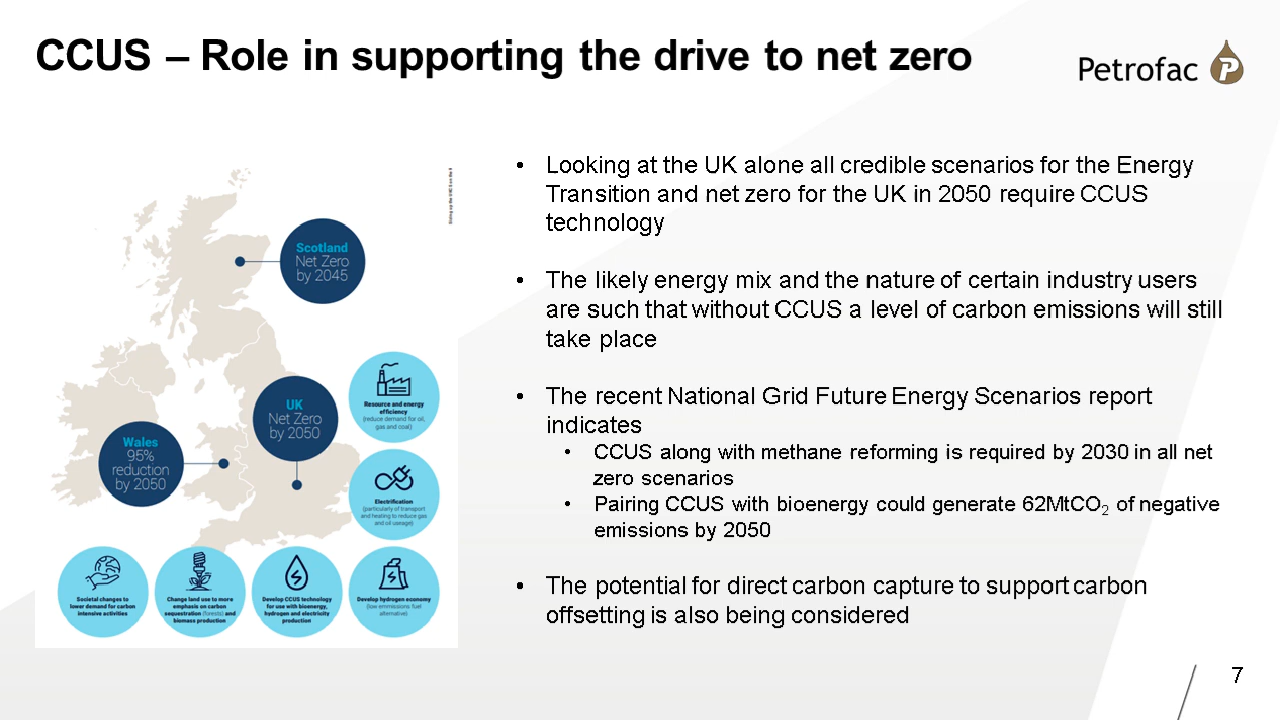 CCUS – Role in supporting the drive to net zero
Petrofac
P
• Looking at the UK alone all credible scenarios for the Energy
Transition and net zero for the UK in 2050 require CCUS
technology
• The likely energy mix and the nature of certain industry users
are such that without CCUS a level of carbon emissions will still
take place
• The recent National Grid Future Energy Scenarios report
indicates
• CCUS along with methane reforming is required by 2030 in all net
zero scenarios
• Pairing CCUS with bioenergy could generate 62MtCO₂ of negative
emissions by 2050
• The potential for direct carbon capture to support carbon
offsetting is also being considered
Scotland
Net Zero
by 2045
UK
Net Zero
by 2050
Wales
95%
reduction
by 2050
Resource and energy
efficiency
(reduce demand for oil,
gas and coal)
Electrification
(particularly of transport
and heating to reduce gas
and oil useage)
Societal changes to
lower demand for carbon
intensive activities
Change land use to more
emphasis on carbon
sequestration (forests) and
biomass production
Develop CCUS technology
for use with bioenergy,
hydrogen and electricity
production
Develop hydrogen economy
(low emmissions fuel
alternative)
7